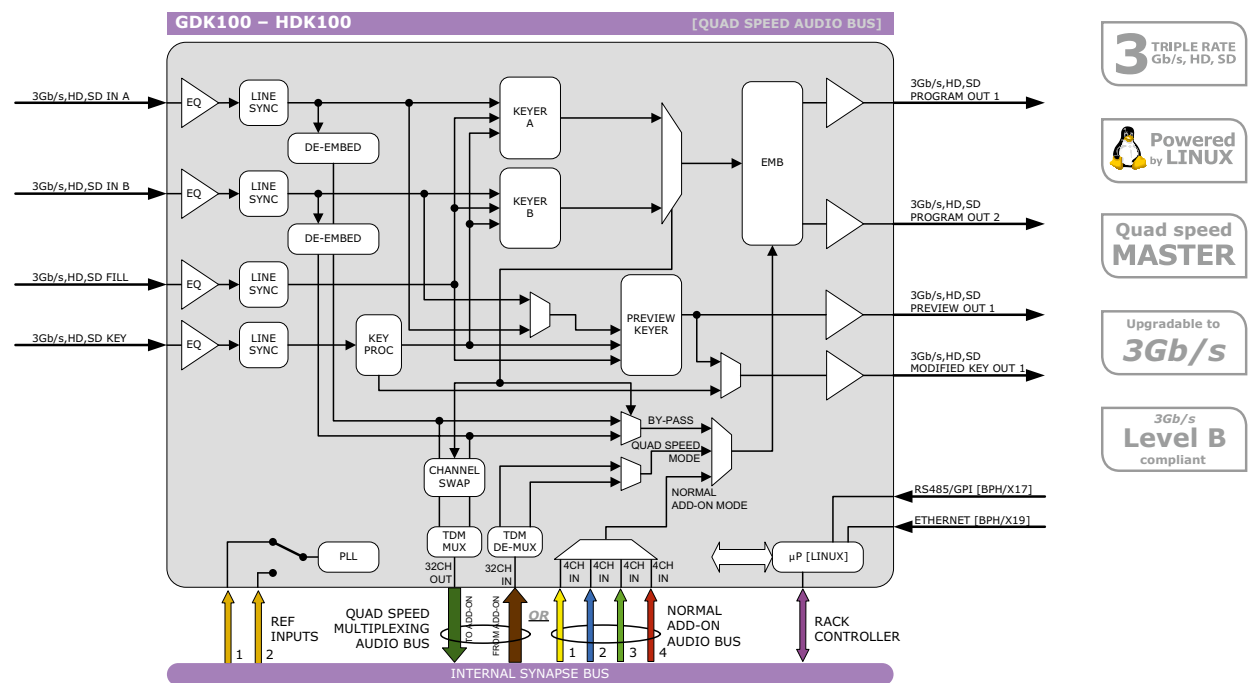 GDK100 – HDK100
[QUAD SPEED AUDIO BUS]
3Gb/s,HD,SD IN A
EQ
LINE
SYNC
DE-EMBED
KEYER
A
EMB
3Gb/s,HD,SD
PROGRAM OUT 1
3Gb/s,HD,SD IN B
EQ
LINE
SYNC
DE-EMBED
KEYER
B
3Gb/s,HD,SD
PROGRAM OUT 2
3Gb/s,HD,SD FILL
EQ
LINE
SYNC
3Gb/s,HD,SD KEY
EQ
LINE
SYNC
KEY
PROC
PREVIEW
KEYER
3Gb/s,HD,SD
PREVIEW OUT 1
3Gb/s,HD,SD
MODIFIED KEY OUT 1
BY-PASS
QUAD SPEED
MODE
NORMAL
ADD-ON MODE
CHANNEL
SWAP
TDM
MUX
TDM
DE-MUX
32CH
OUT
32CH
IN
4CH
IN
4CH
IN
4CH
IN
4CH
IN
PLL
µP [LINUX]
RS485/GPI [BPH/X17]
ETHERNET [BPH/X19]
REF
INPUTS
1
2
QUAD SPEED
MULTIPLEXING
AUDIO BUS
TO ADD-ON
FROM ADD-ON
OR
1
2
3
4
NORMAL
ADD-ON
AUDIO BUS
RACK
CONTROLLER
INTERNAL SYNAPSE BUS
3 TRIPLE RATE
Gb/s, HD, SD
Powered
by LINUX
Quad speed
MASTER
Upgradable to
3Gb/s
3Gb/s
Level B
compliant